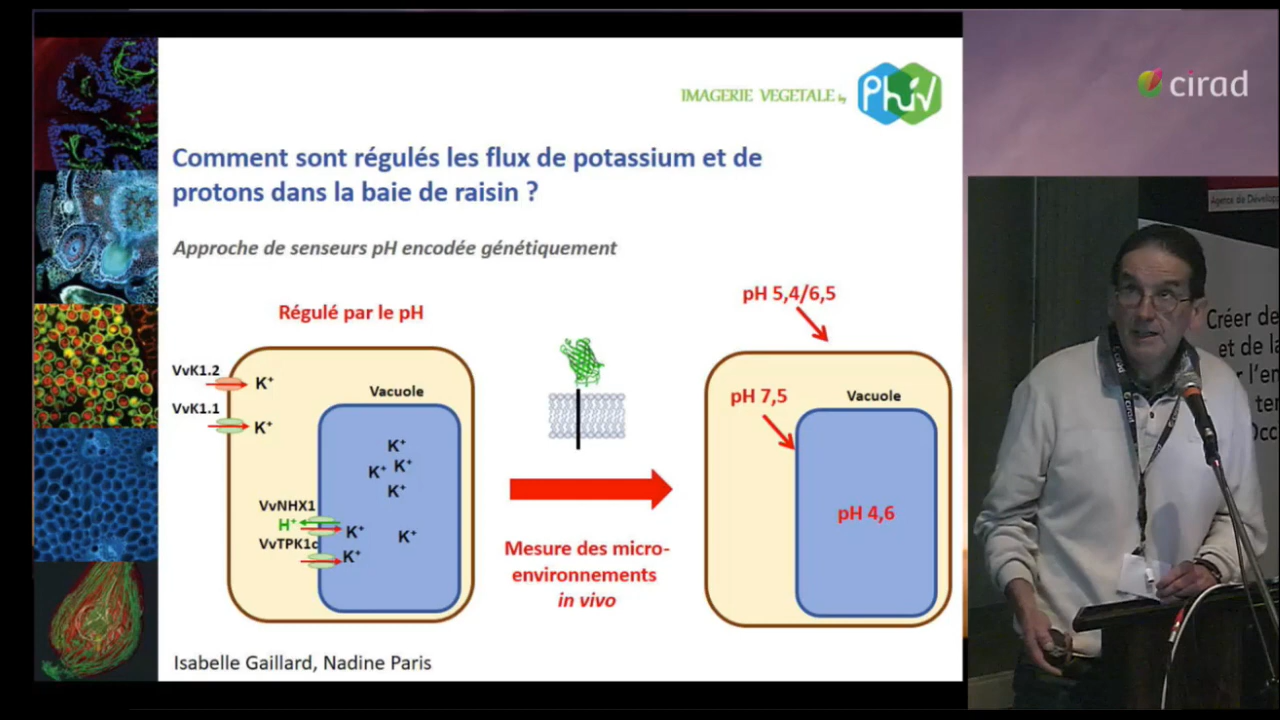 IMAGERIE VEGETALE by PHIV
cirad
Comment sont régulés les flux de potassium et de
protons dans la baie de raisin ?
Approche de senseurs pH encodée génétiquement
Régulé par le pH
VvK1.2
K⁺
VvK1.1
K⁺
Vacuole
K⁺
K⁺ K⁺
K⁺
VvNHX1
H⁺
K⁺
K⁺
VvTPK1c
K⁺
Mesure des micro-
environnements
in vivo
pH 5,4/6,5
pH 7,5
Vacuole
pH 4,6
Isabelle Gaillard, Nadine Paris
Créer de
et de la
l'en
ter
Occ
cirad